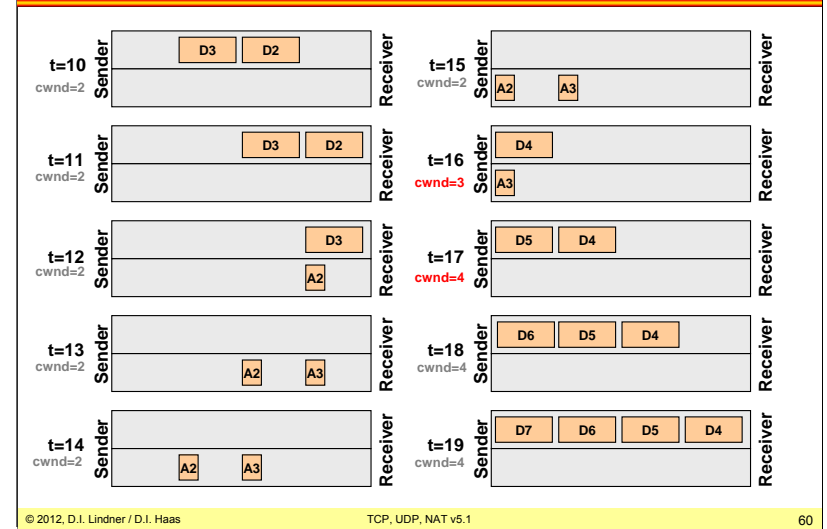 t=10
cwnd=2
Sender
D3 D2
Receiver
t=11
cwnd=2
Sender
D3 D2
Receiver
t=12
cwnd=2
Sender
D3
A2
Receiver
t=13
cwnd=2
Sender
A2 A3
Receiver
t=14
cwnd=2
Sender
A2 A3
Receiver
t=15
cwnd=2
Sender
A2 A3
Receiver
t=16
cwnd=3
Sender
D4
A3
Receiver
t=17
cwnd=4
Sender
D5 D4
Receiver
t=18
cwnd=4
Sender
D6 D5 D4
Receiver
t=19
cwnd=4
Sender
D7 D6 D5 D4
Receiver
© 2012, D.I. Lindner / D.I. Haas TCP, UDP, NAT v5.1 60